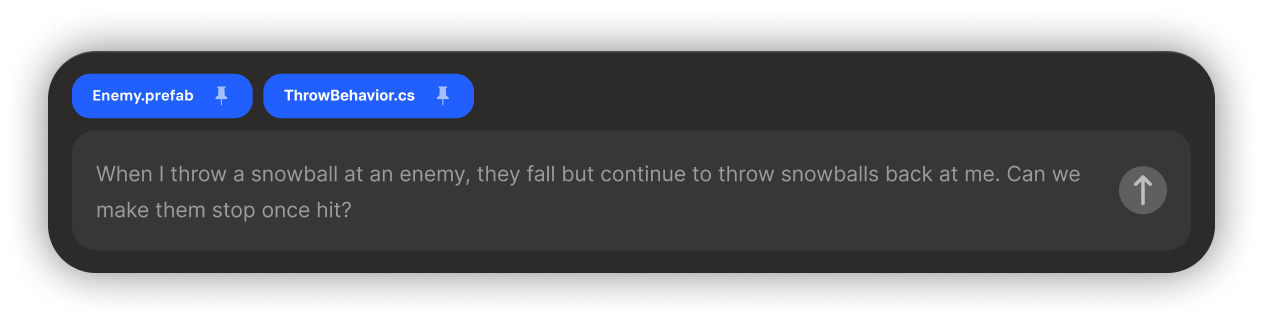 Enemy.prefab ThrowBehavior.cs
When I throw a snowball at an enemy, they fall but continue to throw snowballs back at me. Can we
make them stop once hit?